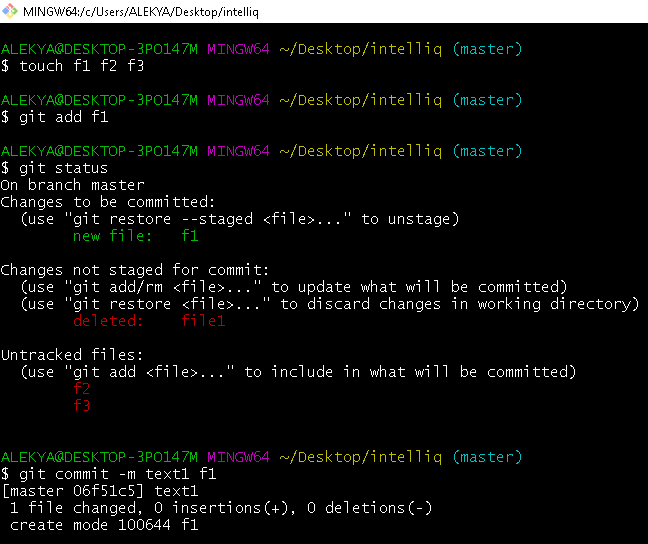 MINGW64:/c/Users/ALEKYA/Desktop/intelliq
ALEKYA@DESKTOP-3PO147M MINGW64 ~/Desktop/intelliq (master)
$ touch f1 f2 f3
ALEKYA@DESKTOP-3PO147M MINGW64 ~/Desktop/intelliq (master)
$ git add f1
ALEKYA@DESKTOP-3PO147M MINGW64 ~/Desktop/intelliq (master)
$ git status
On branch master
Changes to be committed:
  (use "git restore --staged <file>..." to unstage)
        new file:   f1
Changes not staged for commit:
  (use "git add/rm <file>..." to update what will be committed)
  (use "git restore <file>..." to discard changes in working directory)
        deleted:    file1
Untracked files:
  (use "git add <file>..." to include in what will be committed)
        f2
        f3
ALEKYA@DESKTOP-3PO147M MINGW64 ~/Desktop/intelliq (master)
$ git commit -m text1 f1
[master 06f51c5] text1
 1 file changed, 0 insertions(+), 0 deletions(-)
 create mode 100644 f1